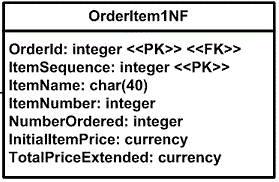 OrderItem1NF
OrderId: integer <<PK>> <<FK>>
ItemSequence: integer <<PK>>
ItemName: char(40)
ItemNumber: integer
NumberOrdered: integer
InitialItemPrice: currency
TotalPriceExtended: currency